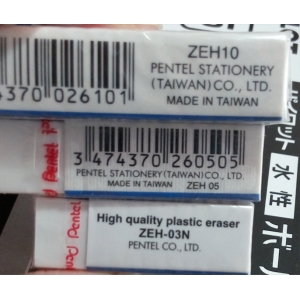 ZEH10
PENTEL STATIONERY
(TAIWAN) CO., LTD.
4370 026101
MADE IN TAIWAN
Pentel
3 474370 260505
PENTEL STATIONERY(TAIWAN) CO., LTD.
MADE IN TAIWAN ZEH 05
High quality plastic eraser
ZEH-03N
PENTEL CO., LTD.
Pentel
水
性
ボー